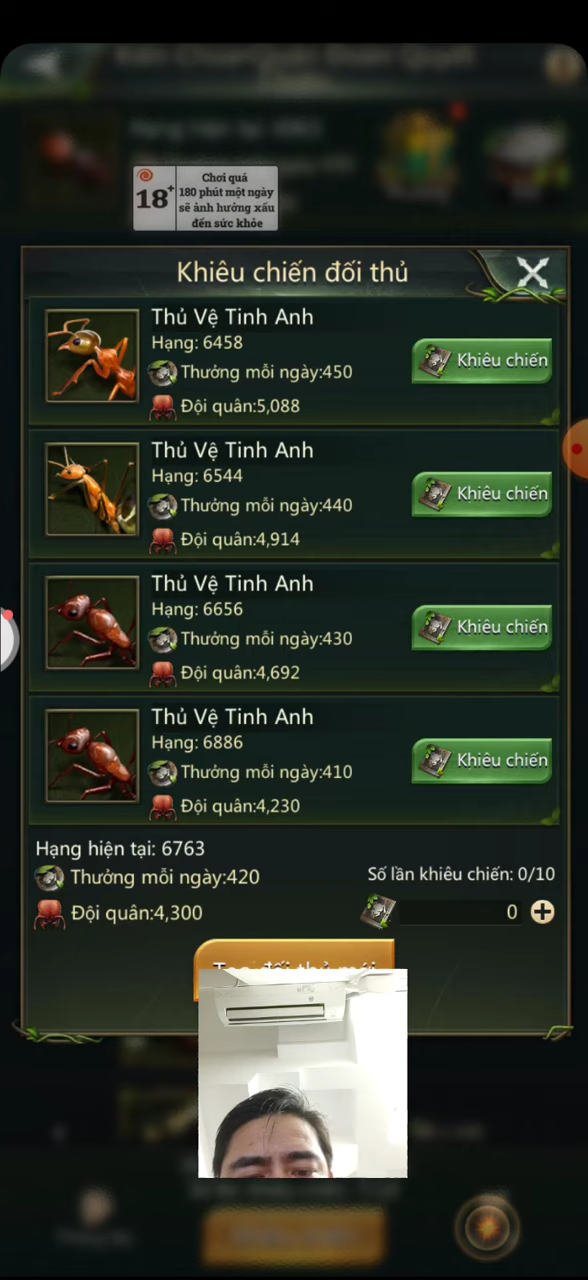 18+
Chơi quá
180 phút một ngày
sẽ ảnh hưởng xấu
đến sức khỏe
Khiêu chiến đối thủ
Thủ Vệ Tinh Anh
Hạng: 6458
Thưởng mỗi ngày:450
Đội quân:5,088
Khiêu chiến
Thủ Vệ Tinh Anh
Hạng: 6544
Thưởng mỗi ngày:440
Đội quân:4,914
Khiêu chiến
Thủ Vệ Tinh Anh
Hạng: 6656
Thưởng mỗi ngày:430
Đội quân:4,692
Khiêu chiến
Thủ Vệ Tinh Anh
Hạng: 6886
Thưởng mỗi ngày:410
Đội quân:4,230
Khiêu chiến
Hạng hiện tại: 6763
Thưởng mỗi ngày:420
Số lần khiêu chiến: 0/10
Đội quân:4,300
0